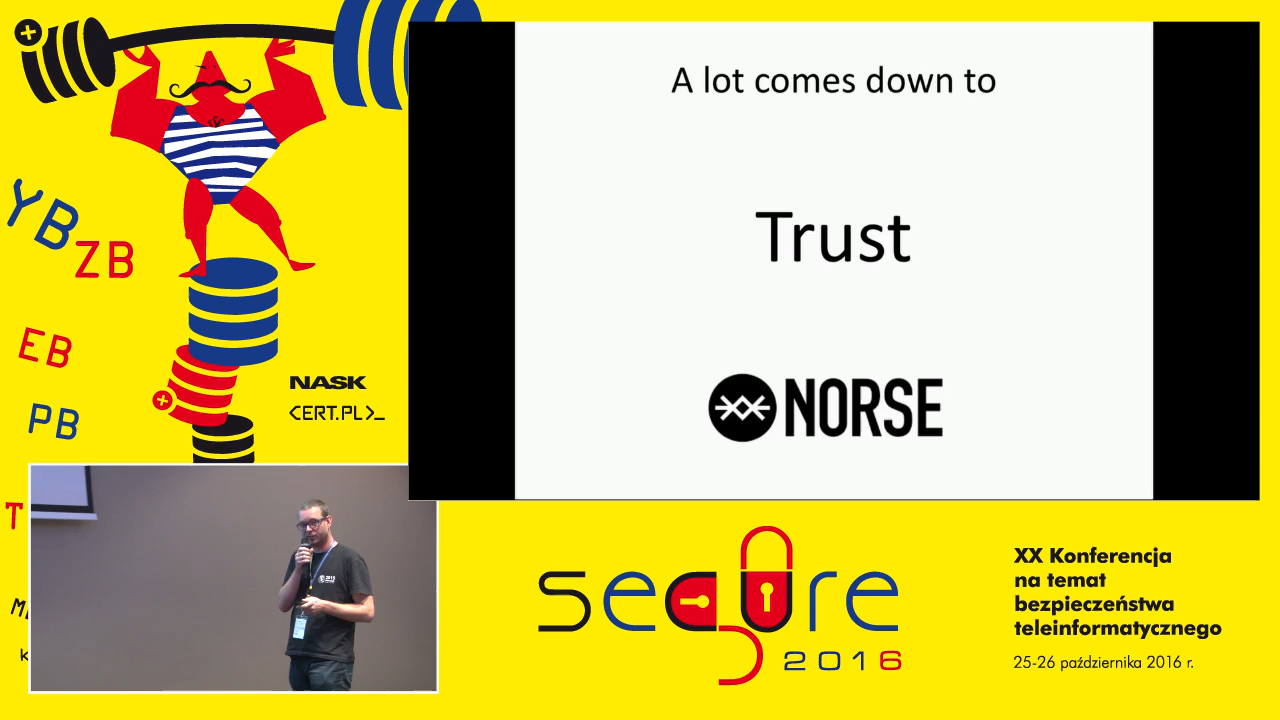 A lot comes down to
Trust
NORSE
YB
ZB
EB
PB
T
NASK
<CERT.PL>_
2015
secure
2016
XX Konferencja
na temat
bezpieczeństwa
teleinformatycznego
25-26 października 2016 r.